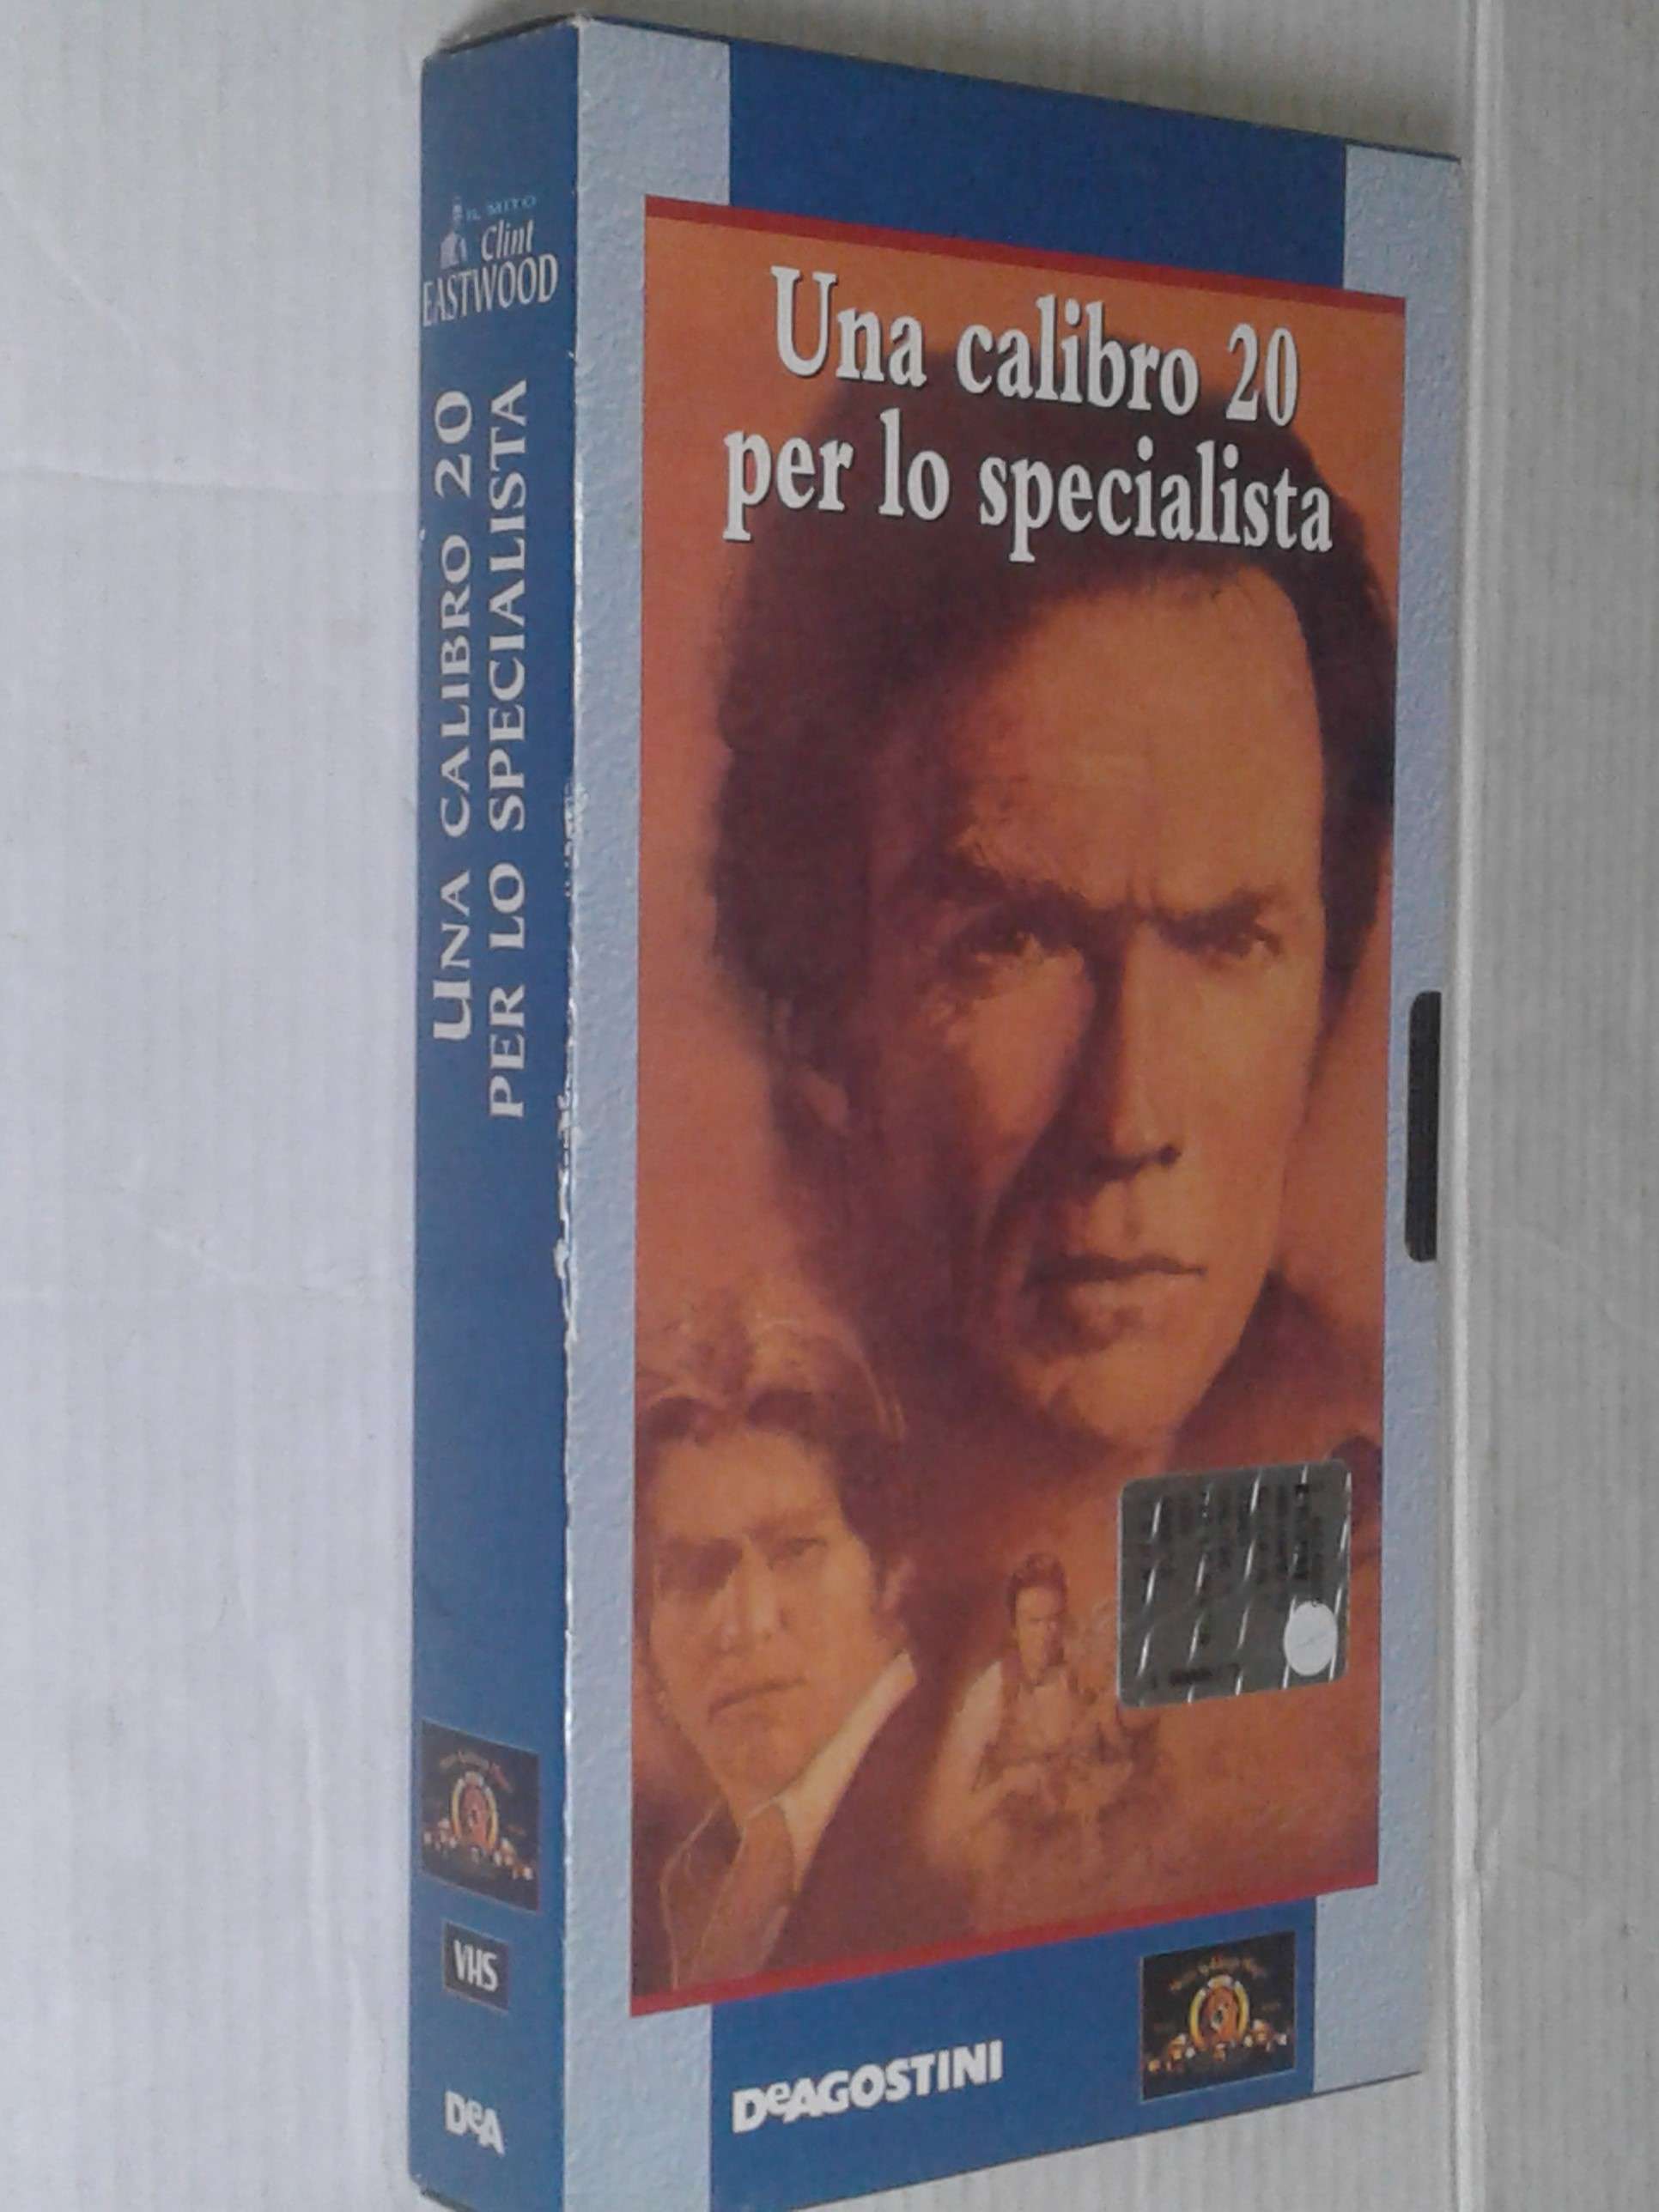 IL MITO
Clint
EASTWOOD
UNA CALIBRO 20
PER LO SPECIALISTA
VHS
DeA
Una calibro 20
per lo specialista
DeAGOSTINI